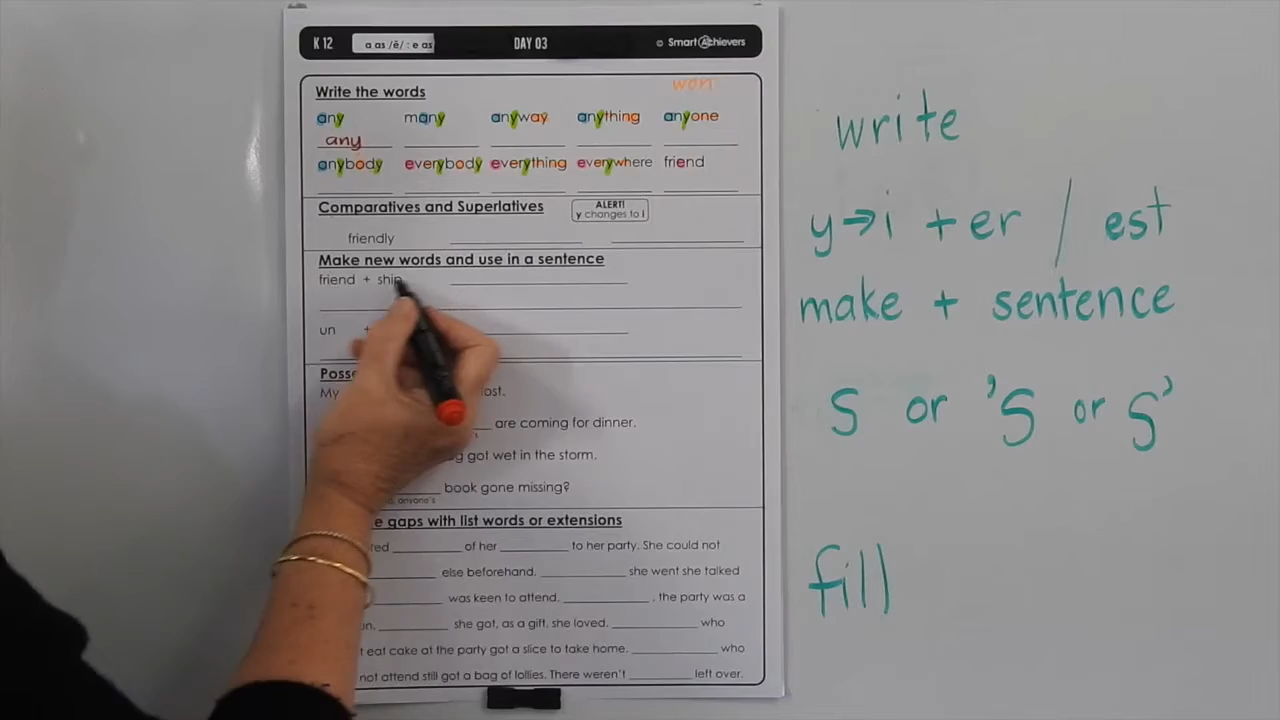 K 12 a as /ĕ/ : e as DAY 03 © SmartAchievers
won
Write the words
any many anyway anything anyone
any
anybody everybody everything everywhere friend
Comparatives and Superlatives ALERT!
y changes to i
friendly
Make new words and use in a sentence
friend + ship
un +
Posse
My lost.
are coming for dinner.
got wet in the storm.
book gone missing?
anyone's
e gaps with list words or extensions
of her to her party. She could not
else beforehand. she went she talked
was keen to attend. , the party was a
she got, as a gift, she loved. who
eat cake at the party got a slice to take home. who
not attend still got a bag of lollies. There weren't left over.
write
y→i + er / est
make + sentence
s or 's or s'
fill